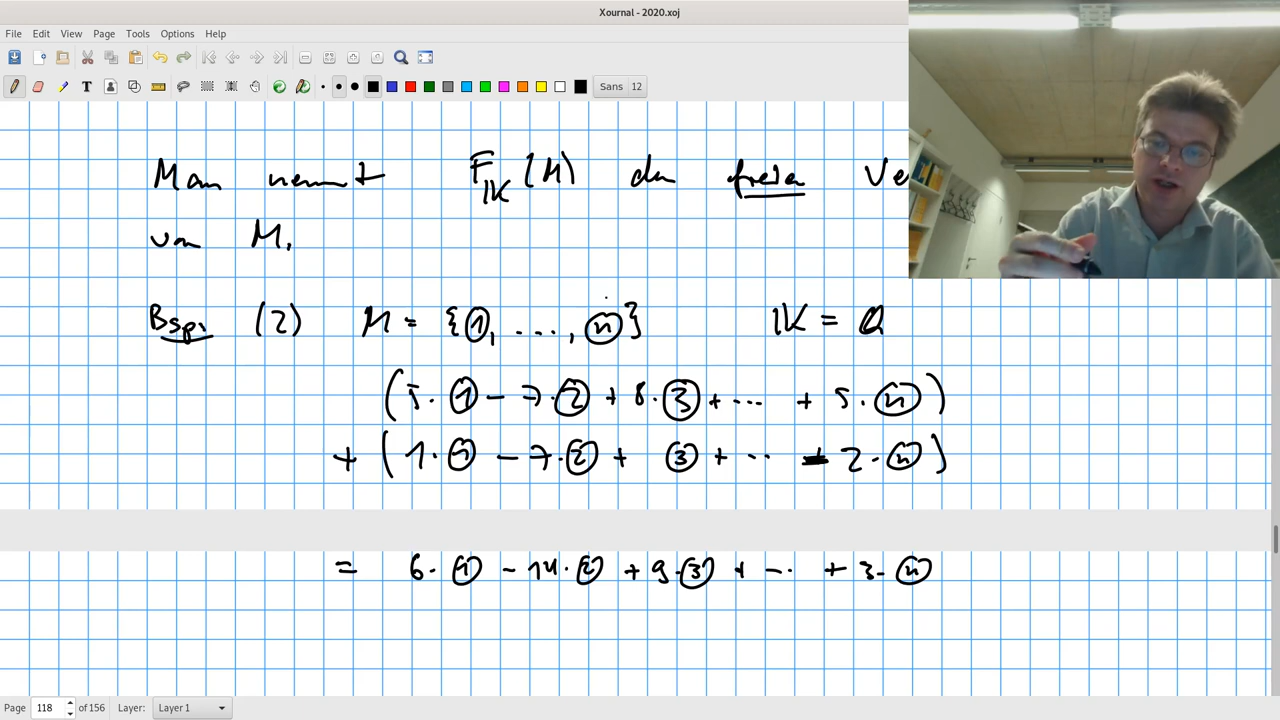 Xournal - 2020.xoj
File Edit View Page Tools Options Help
T Sans 12
Man nennt F_𝕂(M) den freien Ve
von M.
Bsp. (2) M = {①, ..., ⓝ} 𝕂 = ℚ
(5·① − 7·② + 8·③ + ··· + 5·ⓝ)
+ (1·① − 7·② + ③ + ·· − 2·ⓝ)
= 6·① − 14·② + 9·③ + ··· + 3·ⓝ
Page 118 of 156 Layer: Layer 1